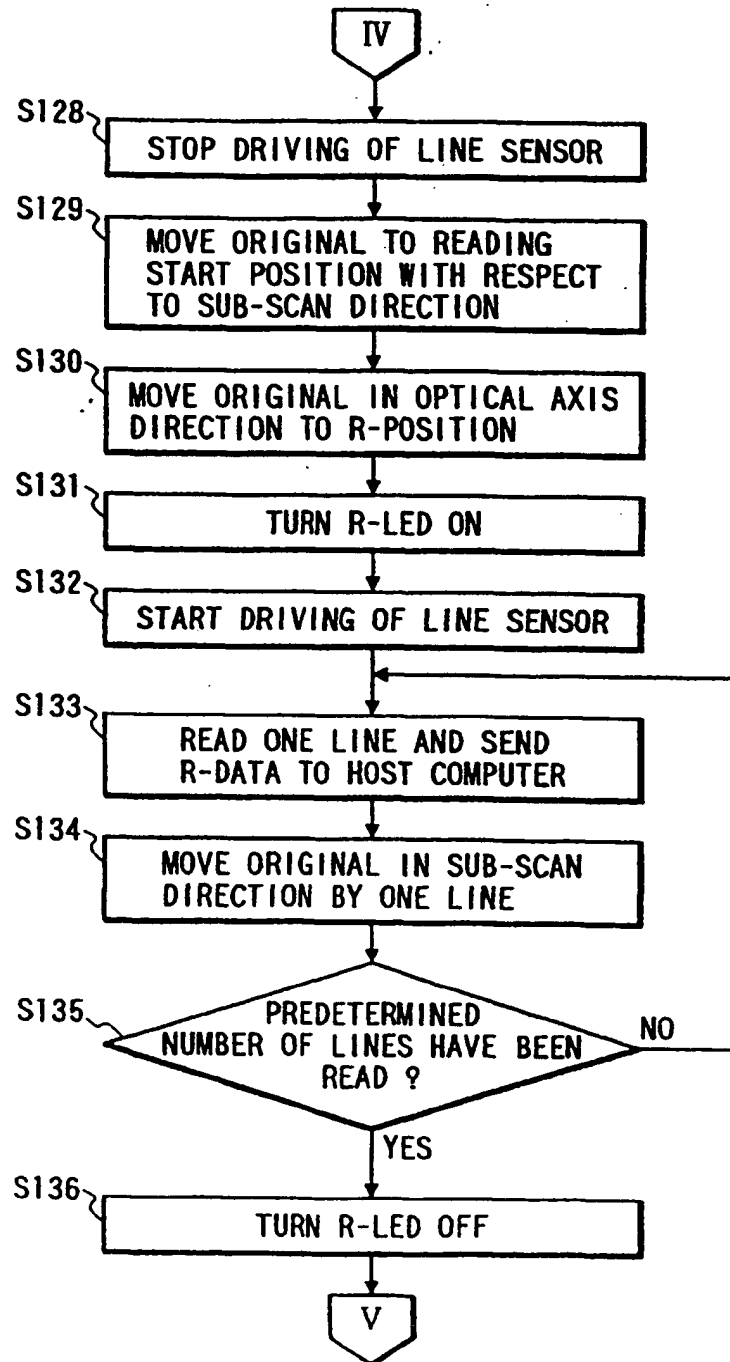 IV
S128
STOP DRIVING OF LINE SENSOR
S129
MOVE ORIGINAL TO READING
START POSITION WITH RESPECT
TO SUB-SCAN DIRECTION
S130
MOVE ORIGINAL IN OPTICAL AXIS
DIRECTION TO R-POSITION
S131
TURN R-LED ON
S132
START DRIVING OF LINE SENSOR
S133
READ ONE LINE AND SEND
R-DATA TO HOST COMPUTER
S134
MOVE ORIGINAL IN SUB-SCAN
DIRECTION BY ONE LINE
S135
PREDETERMINED
NUMBER OF LINES HAVE BEEN
READ ?
NO
YES
S136
TURN R-LED OFF
V